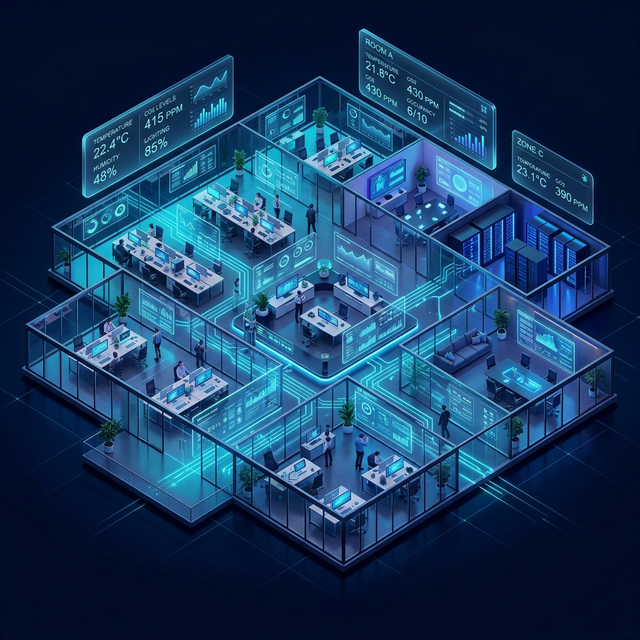 TEMPERATURE
22.4°C
HUMIDITY
48%
CO2 LEVELS
415 PPM
LIGHTING
85%
ROOM A
TEMPERATURE
21.8°C
CO2
430 PPM
CO2
430 PPM
OCCUPANCY
6/10
ZONE C
TEMPERATURE
23.1°C
CO2
390 PPM